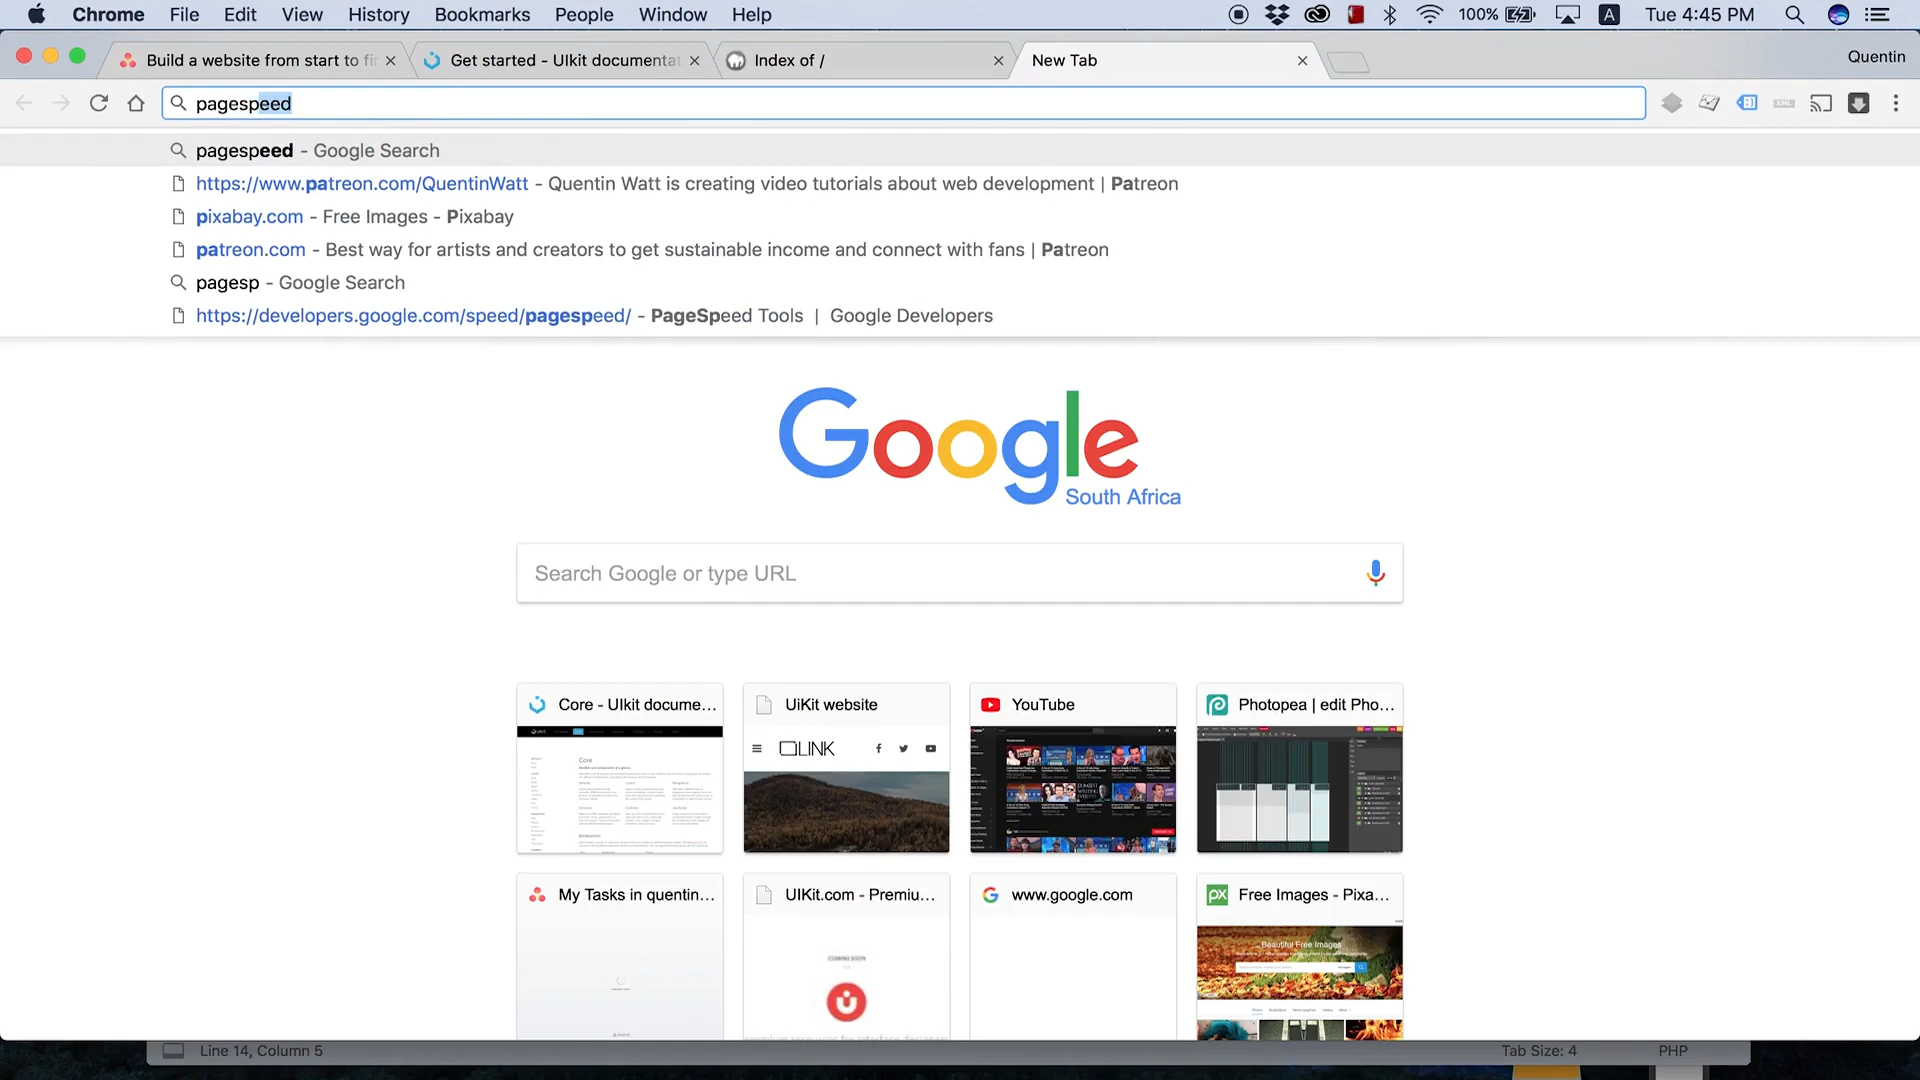 Chrome File Edit View History Bookmarks People Window Help 100% A Tue 4:45 PM
Build a website from start to fi Get started - UIkit documentat Index of / New Tab Quentin
pagespeed
pagespeed - Google Search
https://www.patreon.com/QuentinWatt - Quentin Watt is creating video tutorials about web development | Patreon
pixabay.com - Free Images - Pixabay
patreon.com - Best way for artists and creators to get sustainable income and connect with fans | Patreon
pagesp - Google Search
https://developers.google.com/speed/pagespeed/ - PageSpeed Tools | Google Developers
Google
South Africa
Search Google or type URL
Core - UIkit docume... UiKit website YouTube Photopea | edit Pho...
Core
LINK
My Tasks in quentin... UIKit.com - Premiu... www.google.com px Free Images - Pixa...
Beautiful Free Images
COMING SOON
Line 14, Column 5 Tab Size: 4 PHP